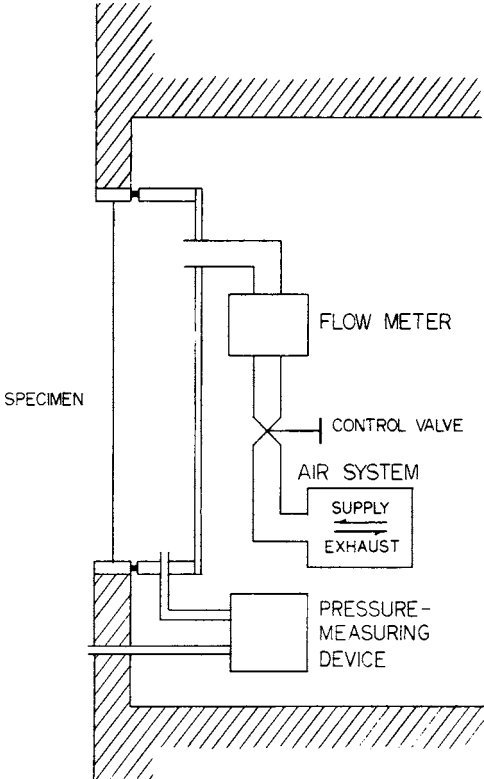 FLOW METER
SPECIMEN
CONTROL VALVE
AIR SYSTEM
SUPPLY
EXHAUST
PRESSURE-
MEASURING
DEVICE